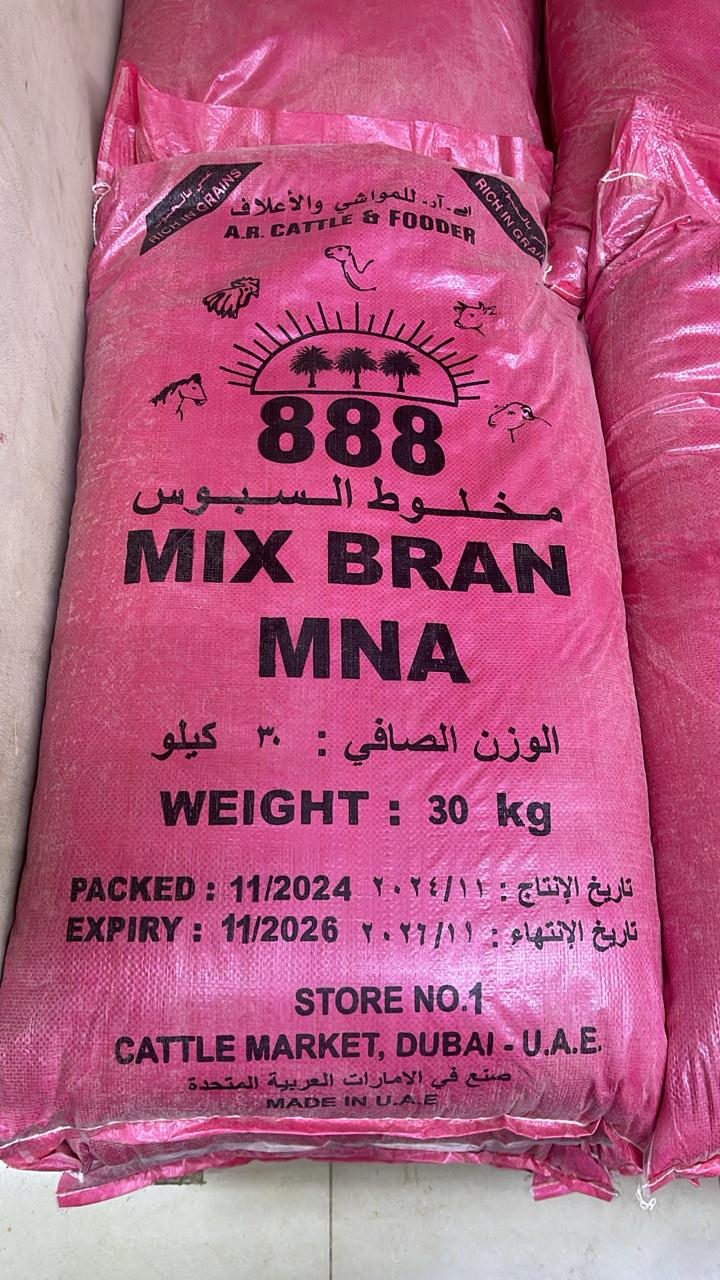 RICH IN GRAINS
RICH IN GRAIN
إيه.آر. للمواشي والأعلاف
A.R. CATTLE & FOODER
888
مخلوط السبوس
MIX BRAN
MNA
الوزن الصافي : ٣٠ كيلو
WEIGHT : 30 kg
PACKED : 11/2024 تاريخ الإنتاج : ٢٠٢٤/١١
EXPIRY : 11/2026 تاريخ الإنتهاء : ٢٠٢٦/١١
STORE NO.1
CATTLE MARKET, DUBAI - U.A.E.
صنع في الامارات العربية المتحدة
MADE IN U.A.E